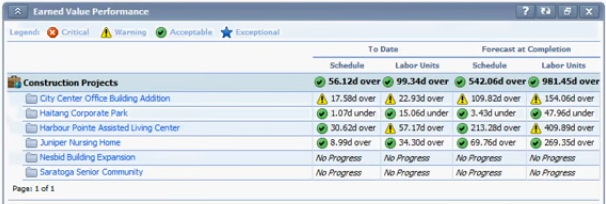 Earned Value Performance
Legend: Critical Warning Acceptable Exceptional
To Date Forecast at Completion
Schedule Labor Units Schedule Labor Units
Construction Projects 56.12d over 99.34d over 542.06d over 981.45d over
City Center Office Building Addition 17.58d over 22.93d over 109.82d over 154.06d over
Haitang Corporate Park 1.07d under 15.06d under 3.43d under 47.96d under
Harbour Pointe Assisted Living Center 30.62d over 57.17d over 213.28d over 409.89d over
Juniper Nursing Home 8.99d over 34.30d over 69.76d over 269.35d over
Nesbid Building Expansion No Progress No Progress No Progress No Progress
Saratoga Senior Community No Progress No Progress No Progress No Progress
Page: 1 of 1